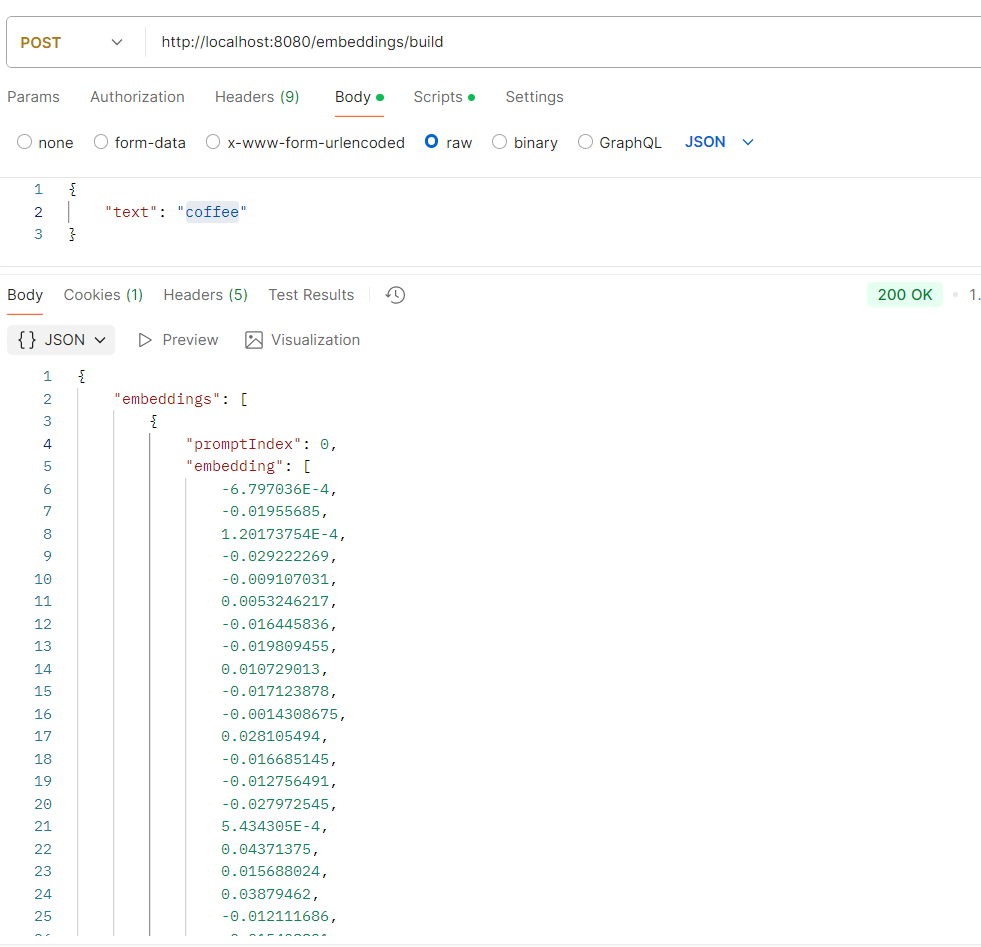 POST http://localhost:8080/embeddings/build
Params Authorization Headers (9) Body Scripts Settings
none form-data x-www-form-urlencoded raw binary GraphQL JSON
1 {
2 "text": "coffee"
3 }
Body Cookies (1) Headers (5) Test Results 200 OK 1.
{} JSON Preview Visualization
1 {
2 "embeddings": [
3 {
4 "promptIndex": 0,
5 "embedding": [
6 -6.797036E-4,
7 -0.01955685,
8 1.20173754E-4,
9 -0.029222269,
10 -0.009107031,
11 0.0053246217,
12 -0.016445836,
13 -0.019809455,
14 0.010729013,
15 -0.017123878,
16 -0.0014308675,
17 0.028105494,
18 -0.016685145,
19 -0.012756491,
20 -0.027972545,
21 5.434305E-4,
22 0.04371375,
23 0.015688024,
24 0.03879462,
25 -0.012111686,